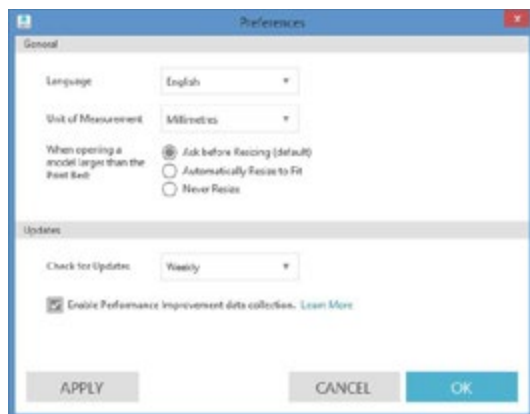 Preferences
General
Language
English
Unit of Measurement
Millimetres
When opening a
model larger than the
Print Bed:
Ask before Resizing (default)
Automatically Resize to Fit
Never Resize
Updates
Check for Updates
Weekly
Enable Performance Improvement data collection. Learn More
APPLY
CANCEL
OK